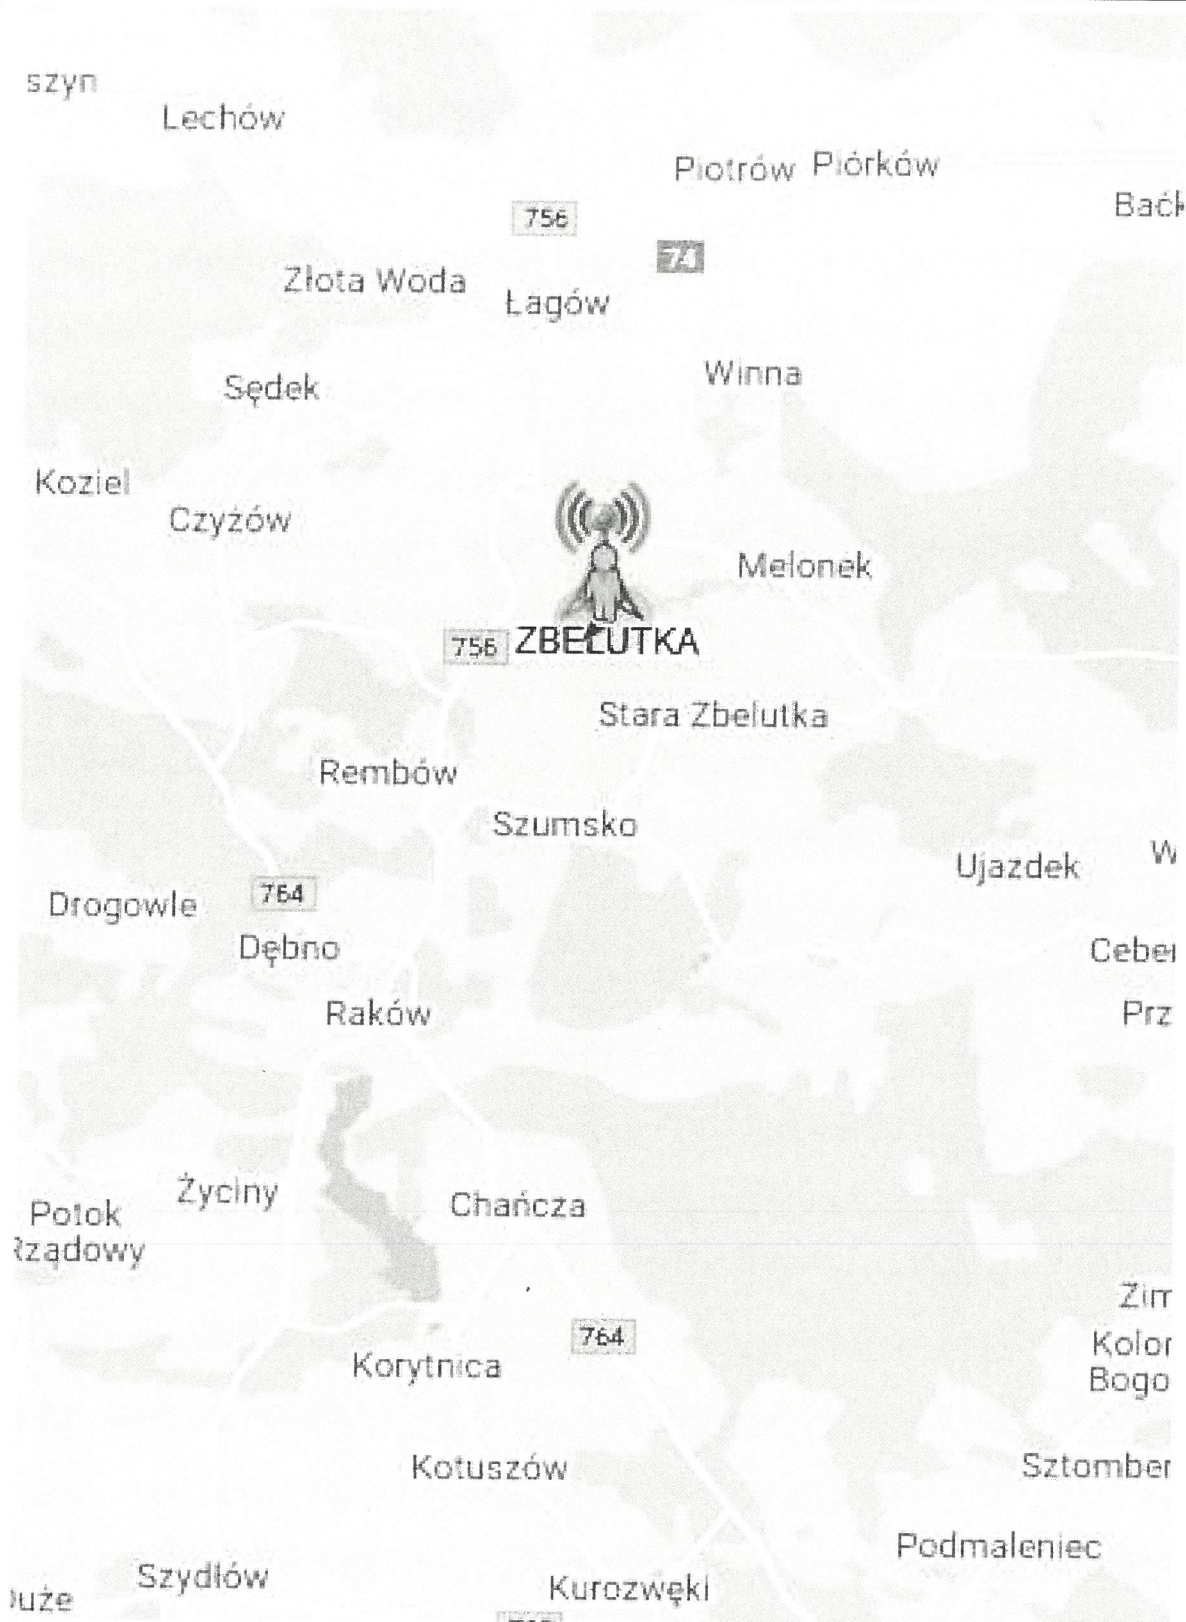 szyn
Lechów
Piotrów Piórków
Baćk
756
74
Złota Woda
Łagów
Winna
Sędek
Koziel
Czyżów
Melonek
756 ZBELUTKA
Stara Zbelutka
Rembów
Szumsko
Ujazdek
W
764
Drogowle
Dębno
Ceber
Raków
Prz
Życiny
Chańcza
Potok
Rządowy
Zim
764
Kolor
Bogo
Korytnica
Kotuszów
Sztomber
Podmaleniec
Szydłów
Kurozwęki
Duże